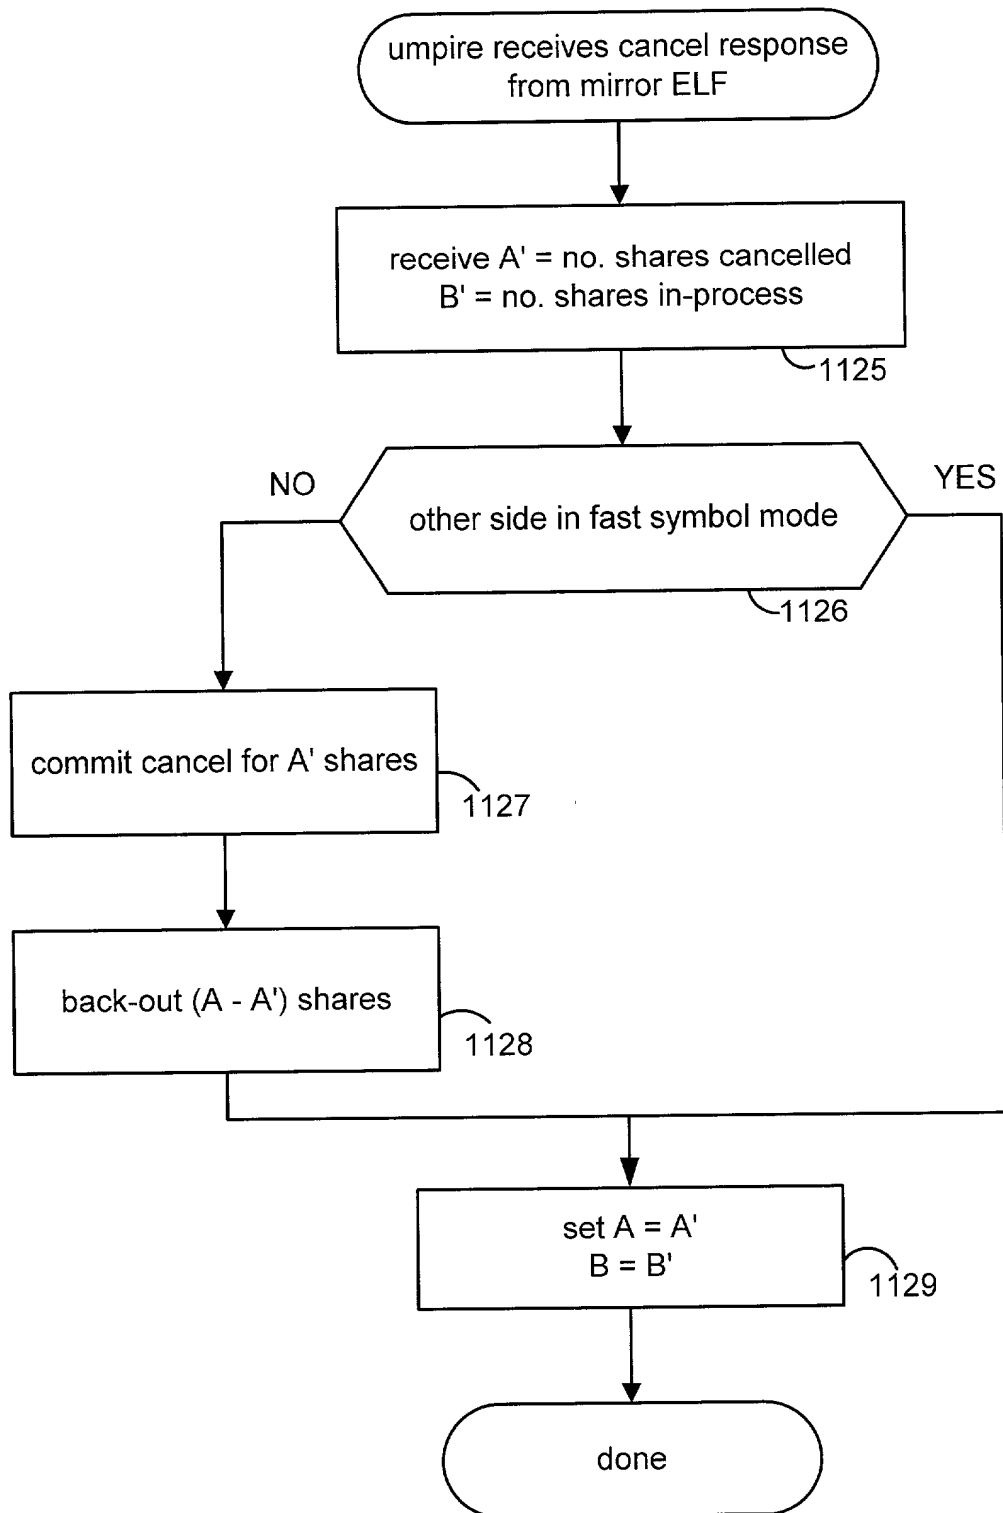 umpire receives cancel response
from mirror ELF
receive A' = no. shares cancelled
B' = no. shares in-process
1125
NO
YES
other side in fast symbol mode
1126
commit cancel for A' shares
1127
back-out (A - A') shares
1128
set A = A'
B = B'
1129
done